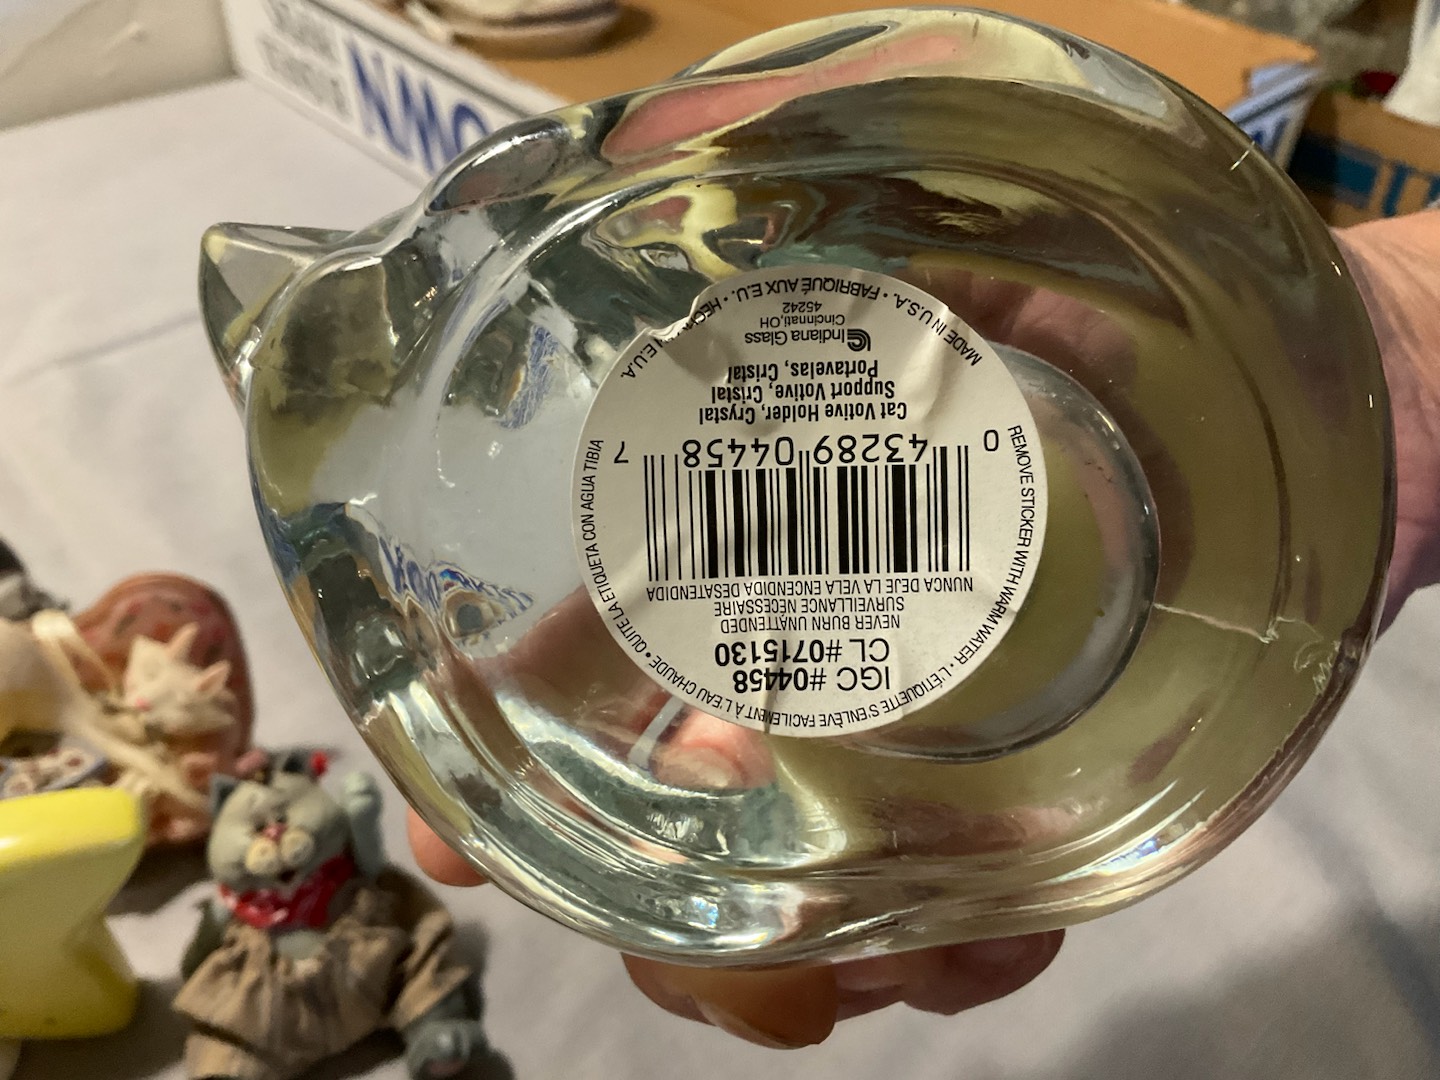 MADE IN U.S.A. • FABRIQUÉ AUX E.U. • HECHO EN E.U.A.
Indiana Glass
Cincinnati, OH
45242
Cat Votive Holder, Crystal
Support Votive, Cristal
Portavelas, Cristal
0 43289 04458 7
NUNCA DEJE LA VELA ENCENDIDA DESATENDIDA
SURVEILLANCE NÉCESSAIRE
NEVER BURN UNATTENDED
CL #0715130
IGC #04458
REMOVE STICKER WITH WARM WATER • L'ÉTIQUETTE S'ENLÈVE FACILEMENT À L'EAU CHAUDE • QUITE LA ETIQUETA CON AGUA TIBIA